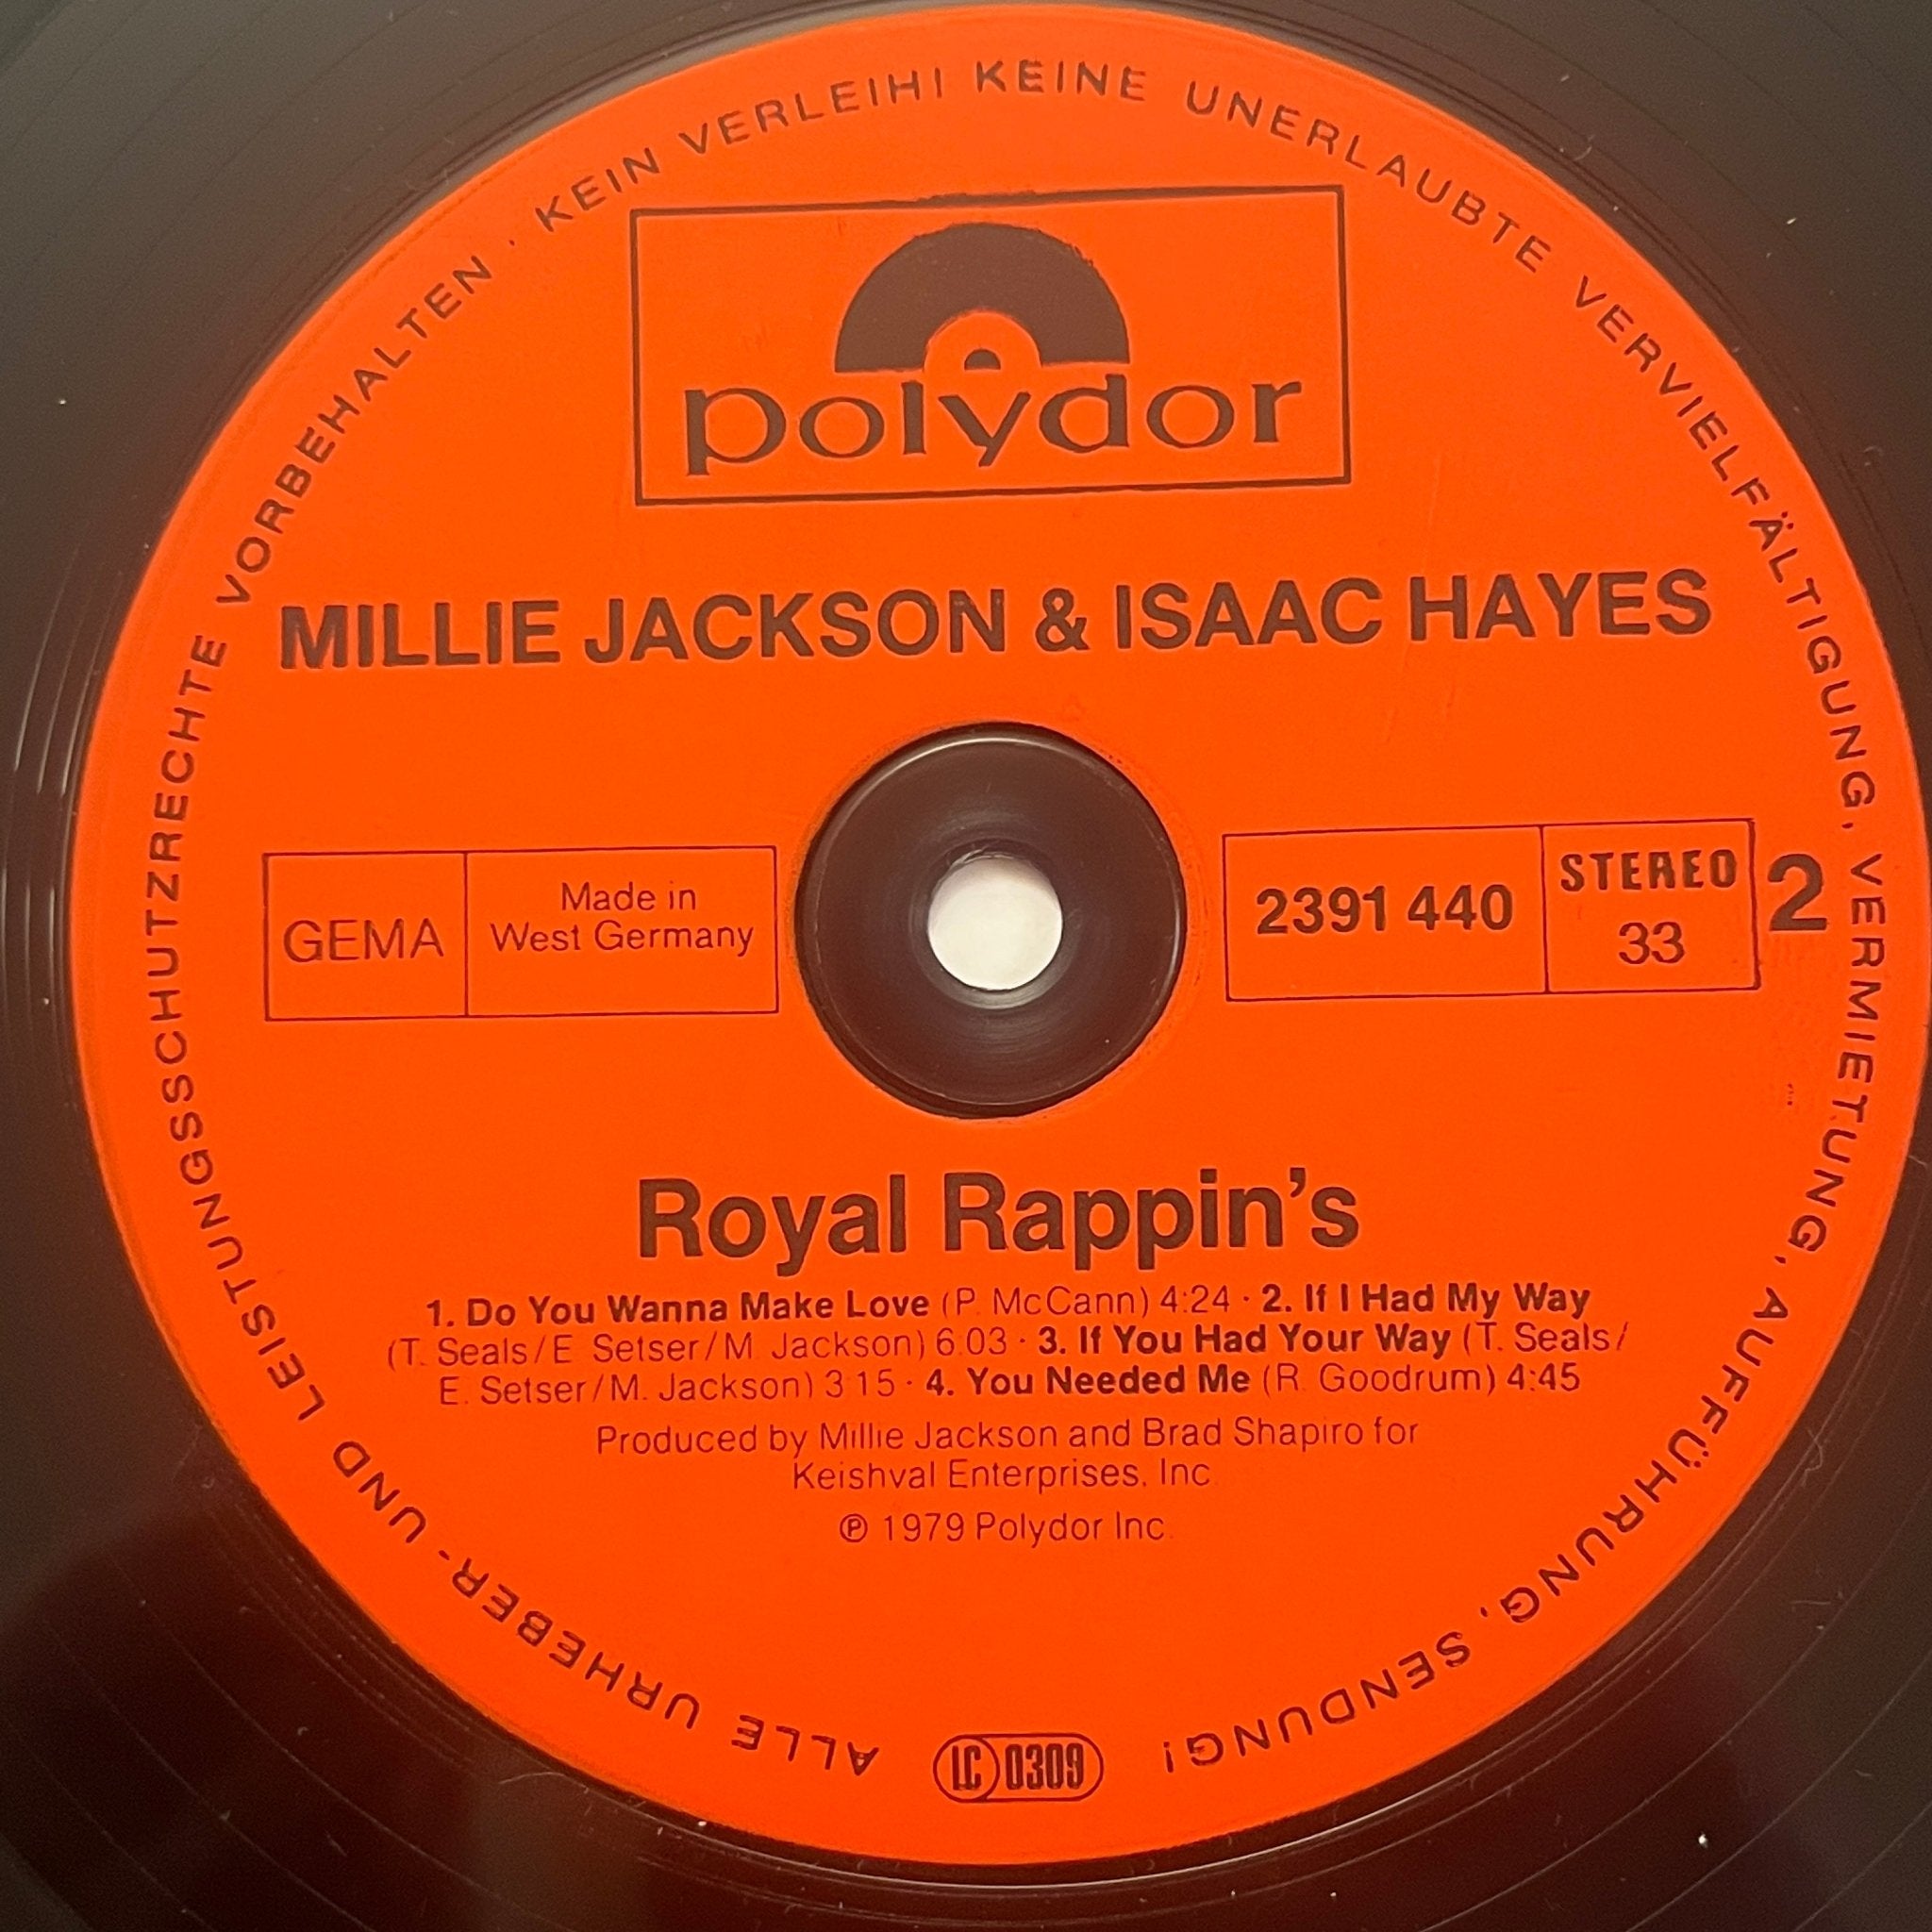 ALLE URHEBER- UND LEISTUNGSSCHUTZRECHTE VORBEHALTEN · KEIN VERLEIH! KEINE UNERLAUBTE VERVIELFÄLTIGUNG, VERMIETUNG, AUFFÜHRUNG, SENDUNG!
polydor
MILLIE JACKSON & ISAAC HAYES
GEMA
Made in
West Germany
2391 440
STEREO
33
2
Royal Rappin's
1. Do You Wanna Make Love (P. McCann) 4:24 · 2. If I Had My Way
(T. Seals/E. Setser/M. Jackson) 6:03 · 3. If You Had Your Way (T. Seals/
E. Setser/M. Jackson) 3:15 · 4. You Needed Me (R. Goodrum) 4:45
Produced by Millie Jackson and Brad Shapiro for
Keishval Enterprises, Inc.
℗ 1979 Polydor Inc.
LC 0309